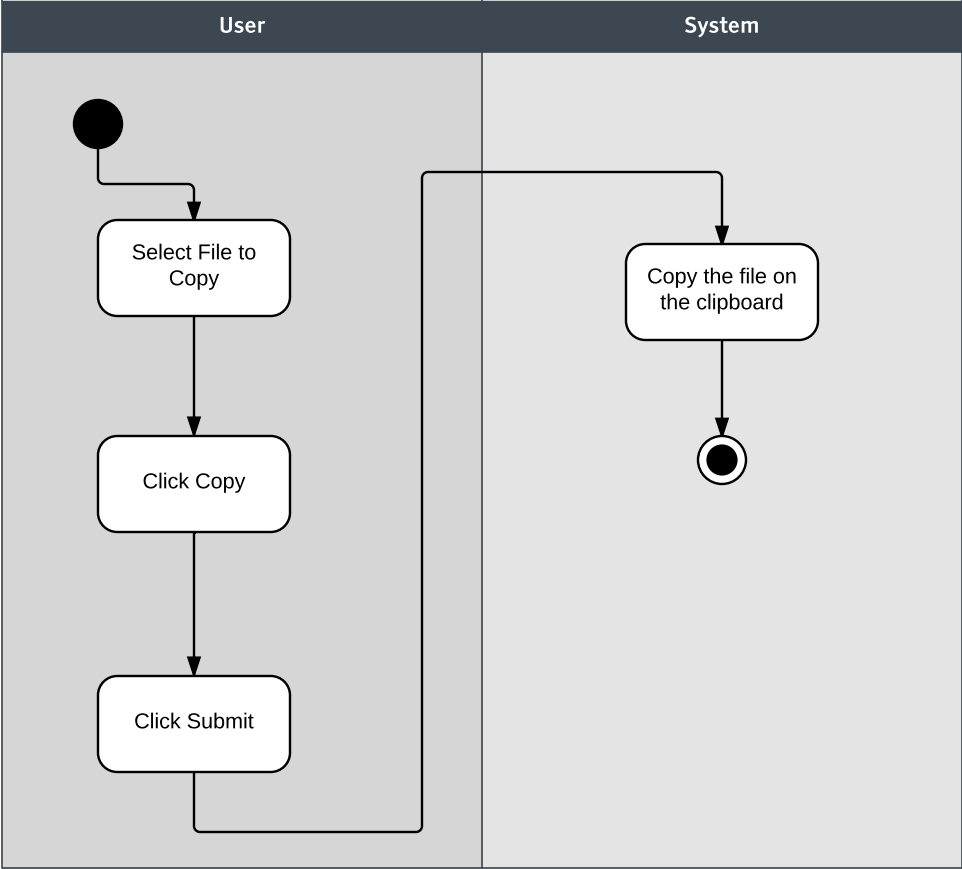 User
System
Select File to
Copy
Click Copy
Click Submit
Copy the file on
the clipboard